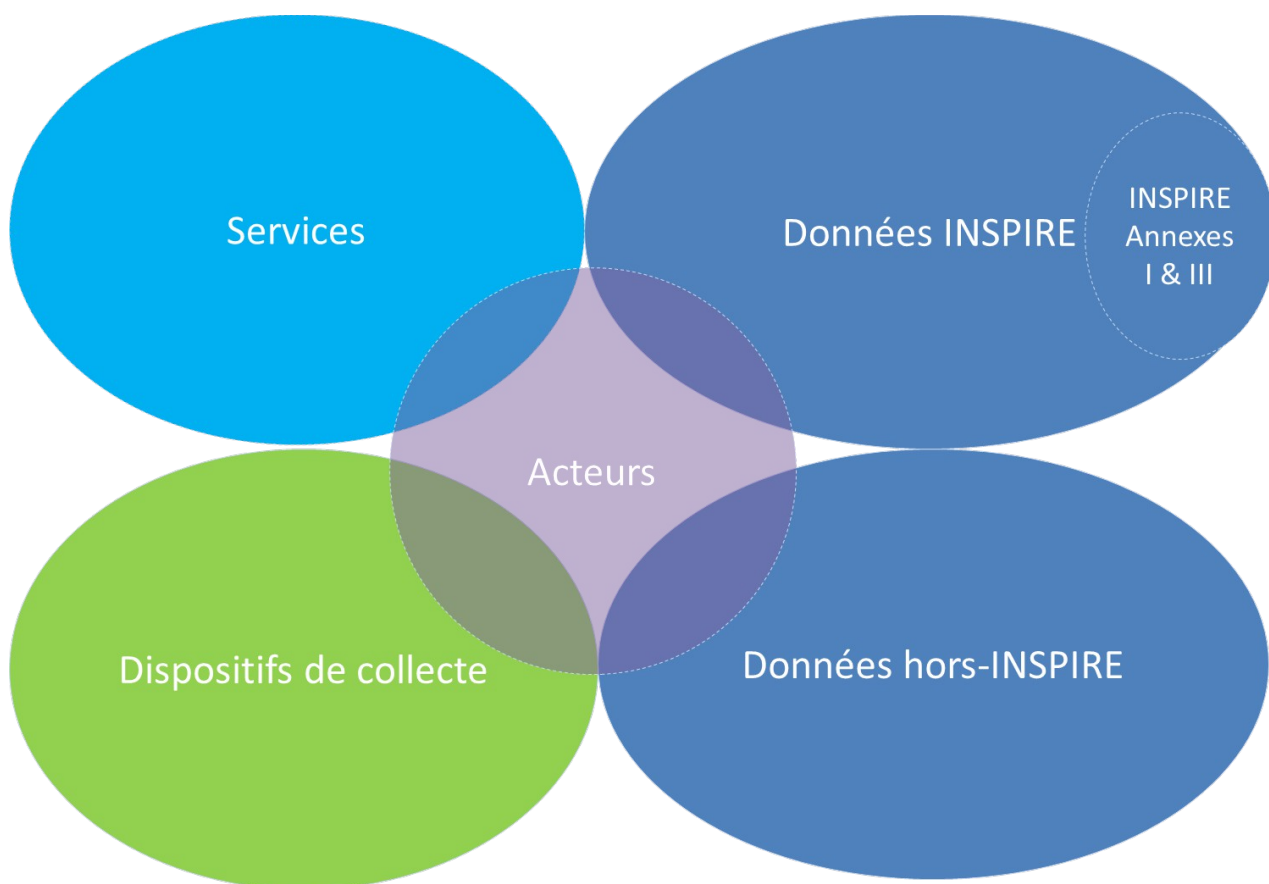 Services
Données INSPIRE
INSPIRE
Annexes
I & III
Acteurs
Dispositifs de collecte
Données hors-INSPIRE